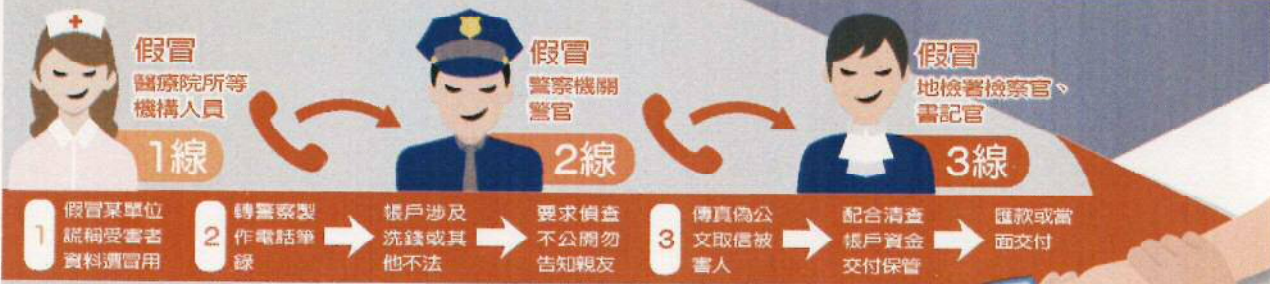 假冒
醫療院所等
機構人員
1線
假冒
警察機關
警官
2線
假冒
地檢署檢察官、
書記官
3線
1
假冒某單位
謊稱受害者
資料遭冒用
2
轉警察製
作電話筆
錄
帳戶涉及
洗錢或其
他不法
要求偵查
不公開勿
告知親友
3
傳真偽公
文取信被
害人
配合清查
帳戶資金
交付保管
匯款或當
面交付